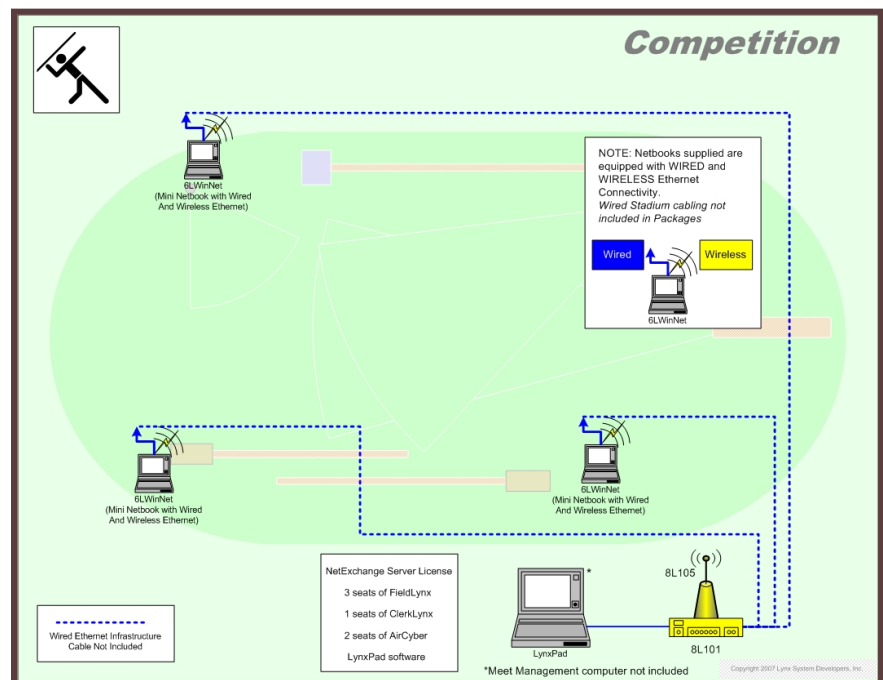 Competition
6LWinNet
(Mini Netbook with Wired
And Wireless Ethernet)
NOTE: Netbooks supplied are
equipped with WIRED and
WIRELESS Ethernet
Connectivity.
Wired Stadium cabling not
included in Packages
Wired
Wireless
6LWinNet
6LWinNet
(Mini Netbook with Wired
And Wireless Ethernet)
6LWinNet
(Mini Netbook with Wired
And Wireless Ethernet)
Wired Ethernet Infrastructure
Cable Not Included
NetExchange Server License
3 seats of FieldLynx
1 seats of ClerkLynx
2 seats of AirCyber
LynxPad software
*
LynxPad
8L105
8L101
*Meet Management computer not included
Copyright 2007 Lynx System Developers, Inc.